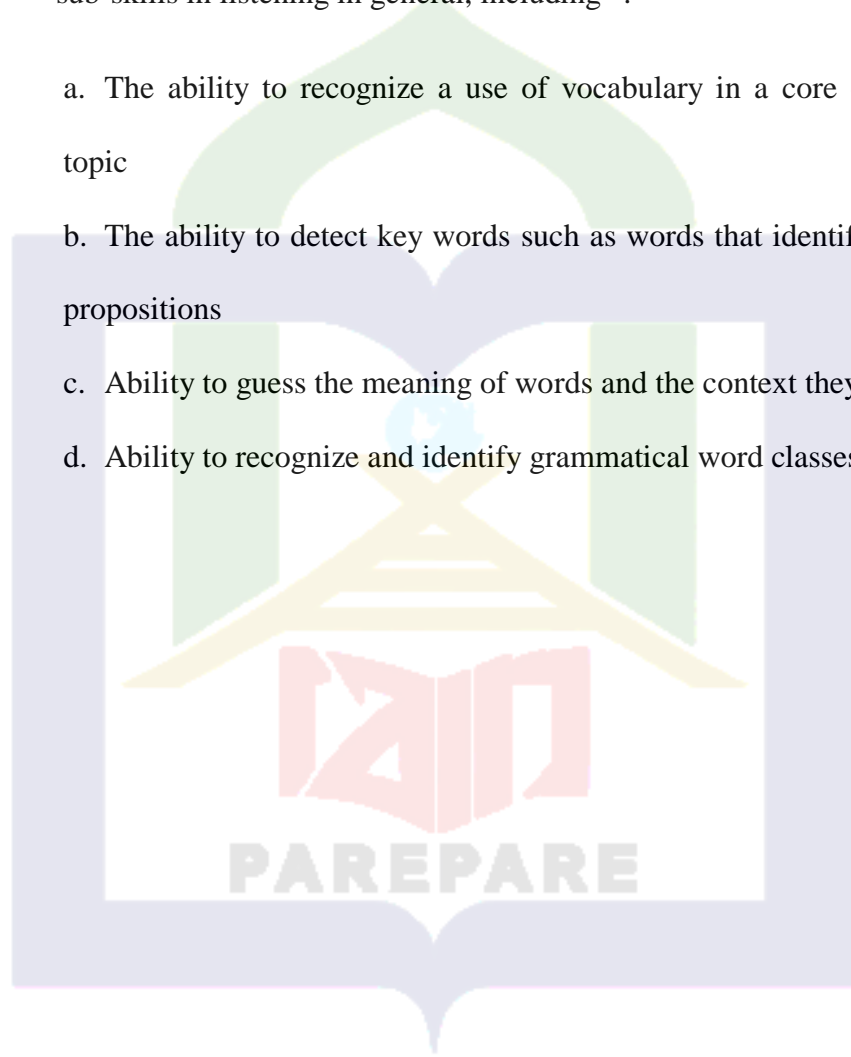 sub-skills in listening in general, including :
a. The ability to recognize a use of vocabulary in a core
topic
b. The ability to detect key words such as words that
propositions
c. Ability to guess the meaning of words and the context they
d. Ability to recognize and identify grammatical word classes
PAREPARE